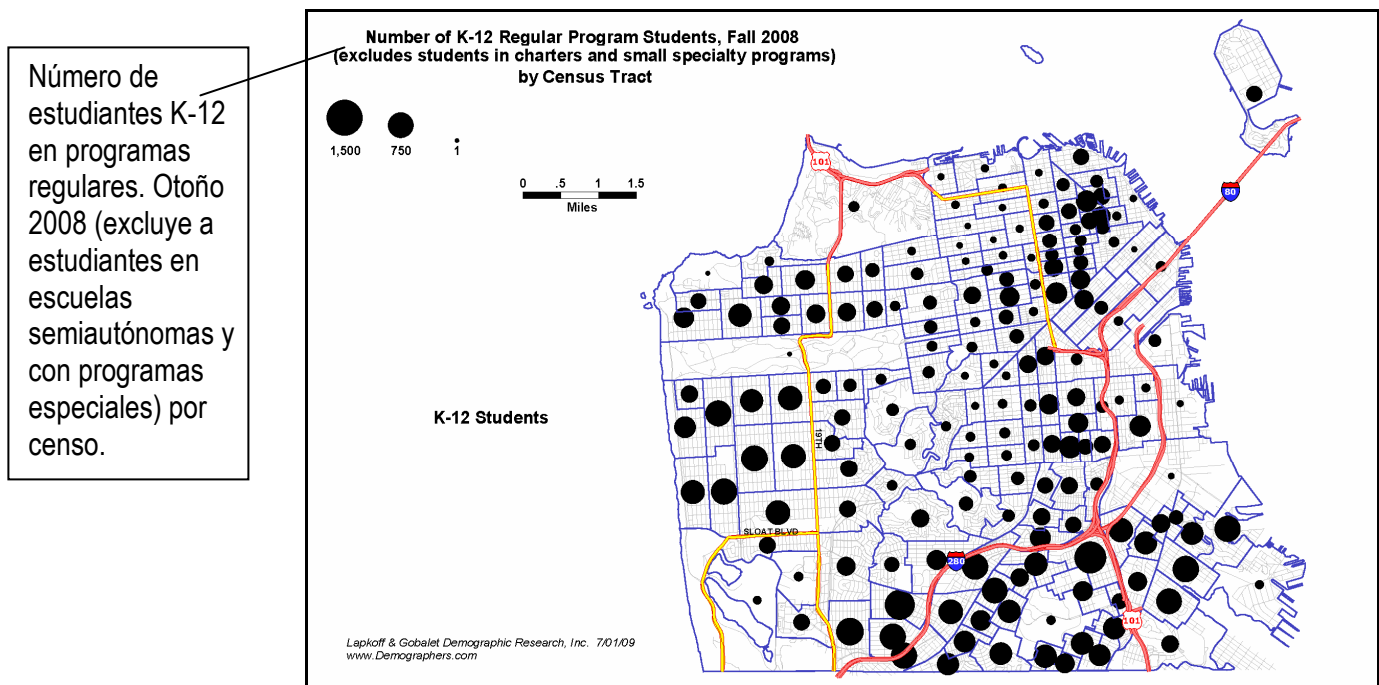 Número de
estudiantes K-12
en programas
regulares. Otoño
2008 (excluye a
estudiantes en
escuelas
semiautónomas y
con programas
especiales) por
censo.
Number of K-12 Regular Program Students, Fall 2008
(excludes students in charters and small specialty programs)
by Census Tract
1,500 750 1
0 .5 1 1.5
Miles
101
80
K-12 Students
19TH
SLOAT BLVD
280
101
Lapkoff & Gobalet Demographic Research, Inc. 7/01/09
www.Demographers.com